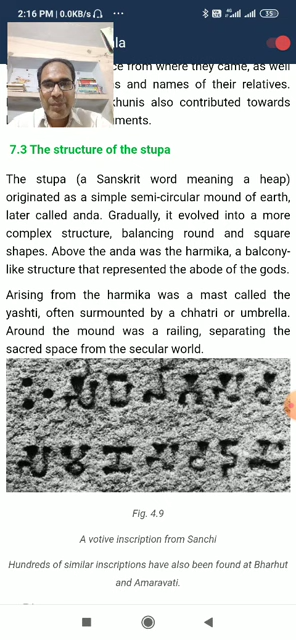 2:16 PM | 0.0KB/s ... 4G 35
la
ce from where they came, as well
s and names of their relatives.
khunis also contributed towards
ments.
7.3 The structure of the stupa
The stupa (a Sanskrit word meaning a heap)
originated as a simple semi-circular mound of earth,
later called anda. Gradually, it evolved into a more
complex structure, balancing round and square
shapes. Above the anda was the harmika, a balcony-
like structure that represented the abode of the gods.
Arising from the harmika was a mast called the
yashti, often surmounted by a chhatri or umbrella.
Around the mound was a railing, separating the
sacred space from the secular world.
Fig. 4.9
A votive inscription from Sanchi
Hundreds of similar inscriptions have also been found at Bharhut
and Amaravati.